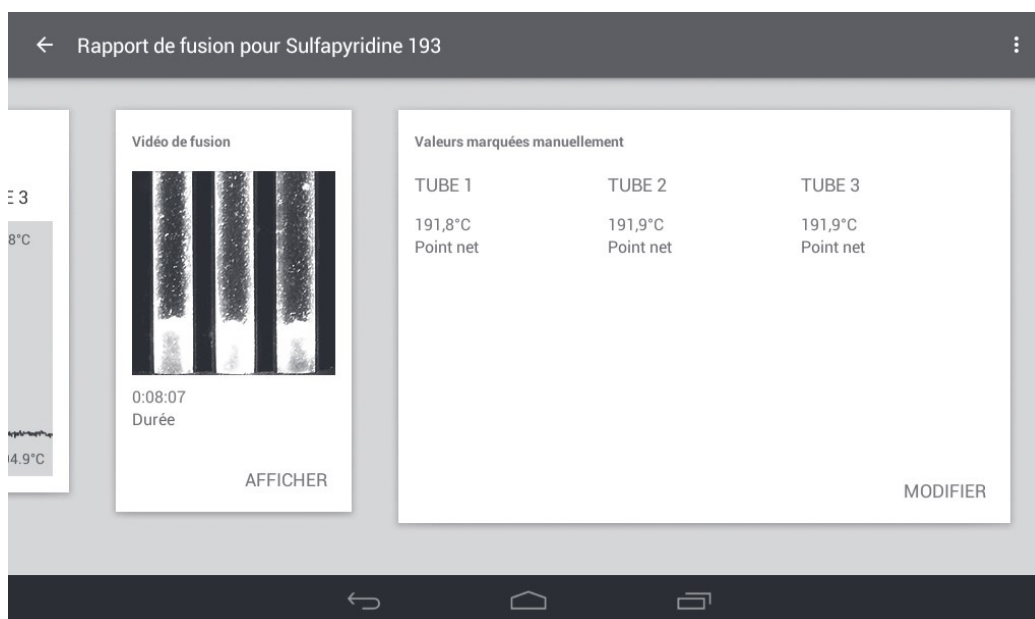 Rapport de fusion pour Sulfapyridine 193
E 3
8°C
04.9°C
Vidéo de fusion
0:08:07
Durée
AFFICHER
Valeurs marquées manuellement
TUBE 1 TUBE 2 TUBE 3
191,8°C 191,9°C 191,9°C
Point net Point net Point net
MODIFIER